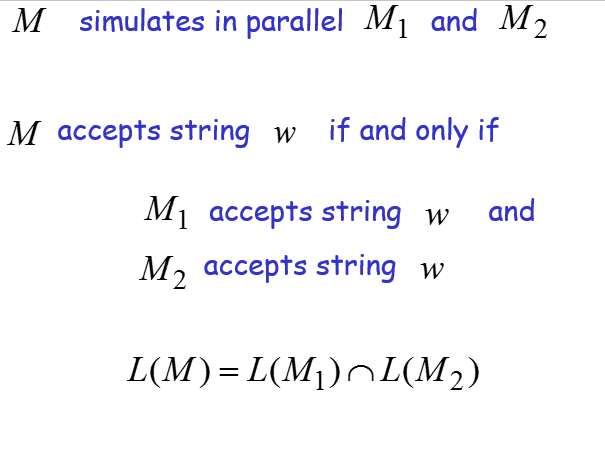 M simulates in parallel M₁ and M₂
M accepts string w if and only if
M₁ accepts string w and
M₂ accepts string w
L(M) = L(M₁) ∩ L(M₂)